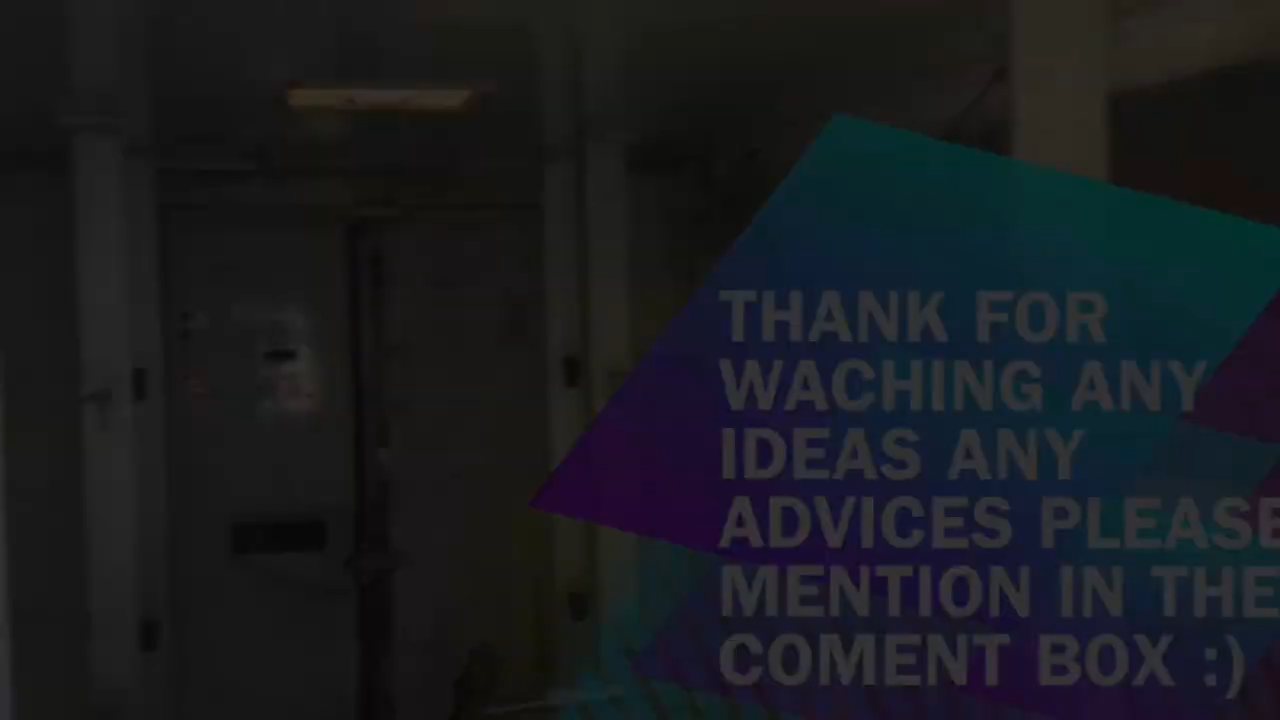 THANK FOR
WACHING ANY
IDEAS ANY
ADVICES PLEASE
MENTION IN THE
COMENT BOX :)